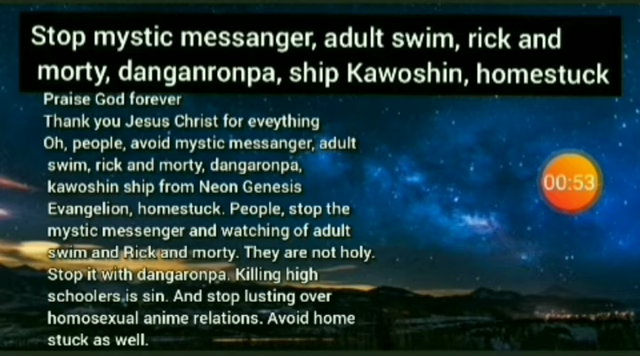 Stop mystic messanger, adult swim, rick and
morty, danganronpa, ship Kawoshin, homestuck
Praise God forever
Thank you Jesus Christ for eveything
Oh, people, avoid mystic messanger, adult
swim, rick and morty, dangaronpa,
kawoshin ship from Neon Genesis
Evangelion, homestuck. People, stop the
mystic messenger and watching of adult
swim and Rick and morty. They are not holy.
Stop it with dangaronpa. Killing high
schoolers is sin. And stop lusting over
homosexual anime relations. Avoid home
stuck as well.
00:53